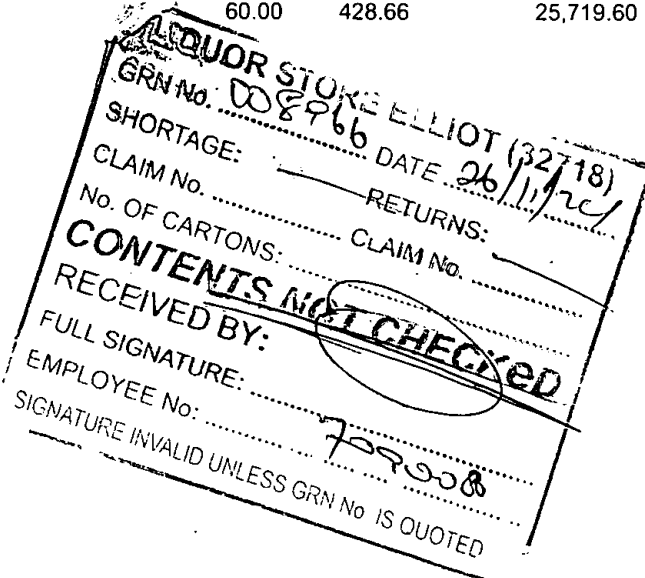 60.00 428.66 25,719.60
LIQUOR STORE ELLIOT (32718)
GRN No. 008966 DATE 26/11/24
SHORTAGE: RETURNS:
CLAIM No. CLAIM No.
No. OF CARTONS:
CONTENTS NOT CHECKED
RECEIVED BY:
FULL SIGNATURE:
EMPLOYEE No: 709008
SIGNATURE INVALID UNLESS GRN No IS QUOTED